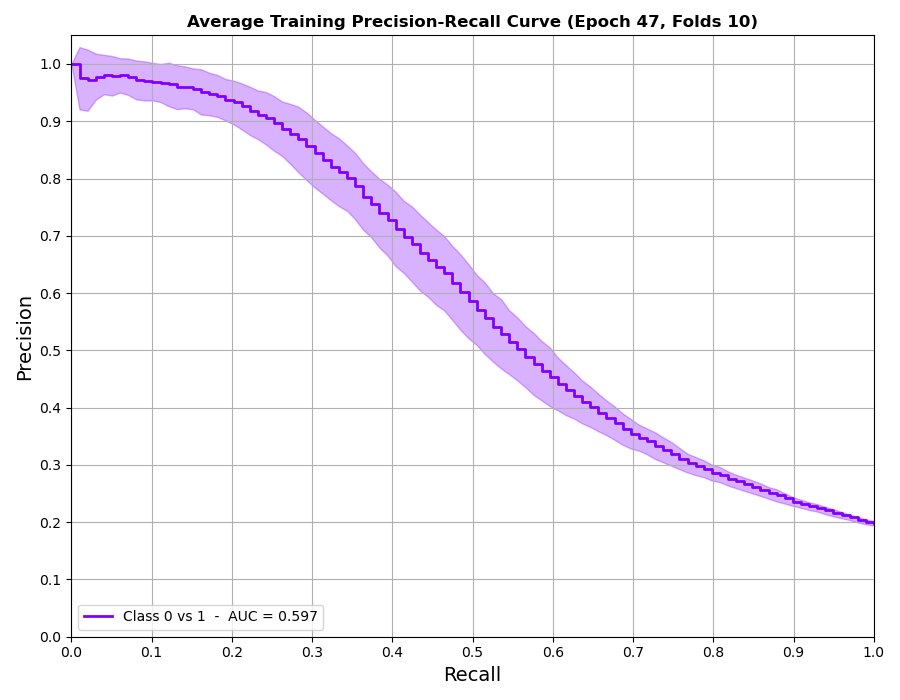 Average Training Precision-Recall Curve (Epoch 47, Folds 10)
1.0
0.9
0.8
0.7
0.6
0.5
0.4
0.3
0.2
0.1
0.0
Precision
Class 0 vs 1 - AUC = 0.597
0.0 0.1 0.2 0.3 0.4 0.5 0.6 0.7 0.8 0.9 1.0
Recall